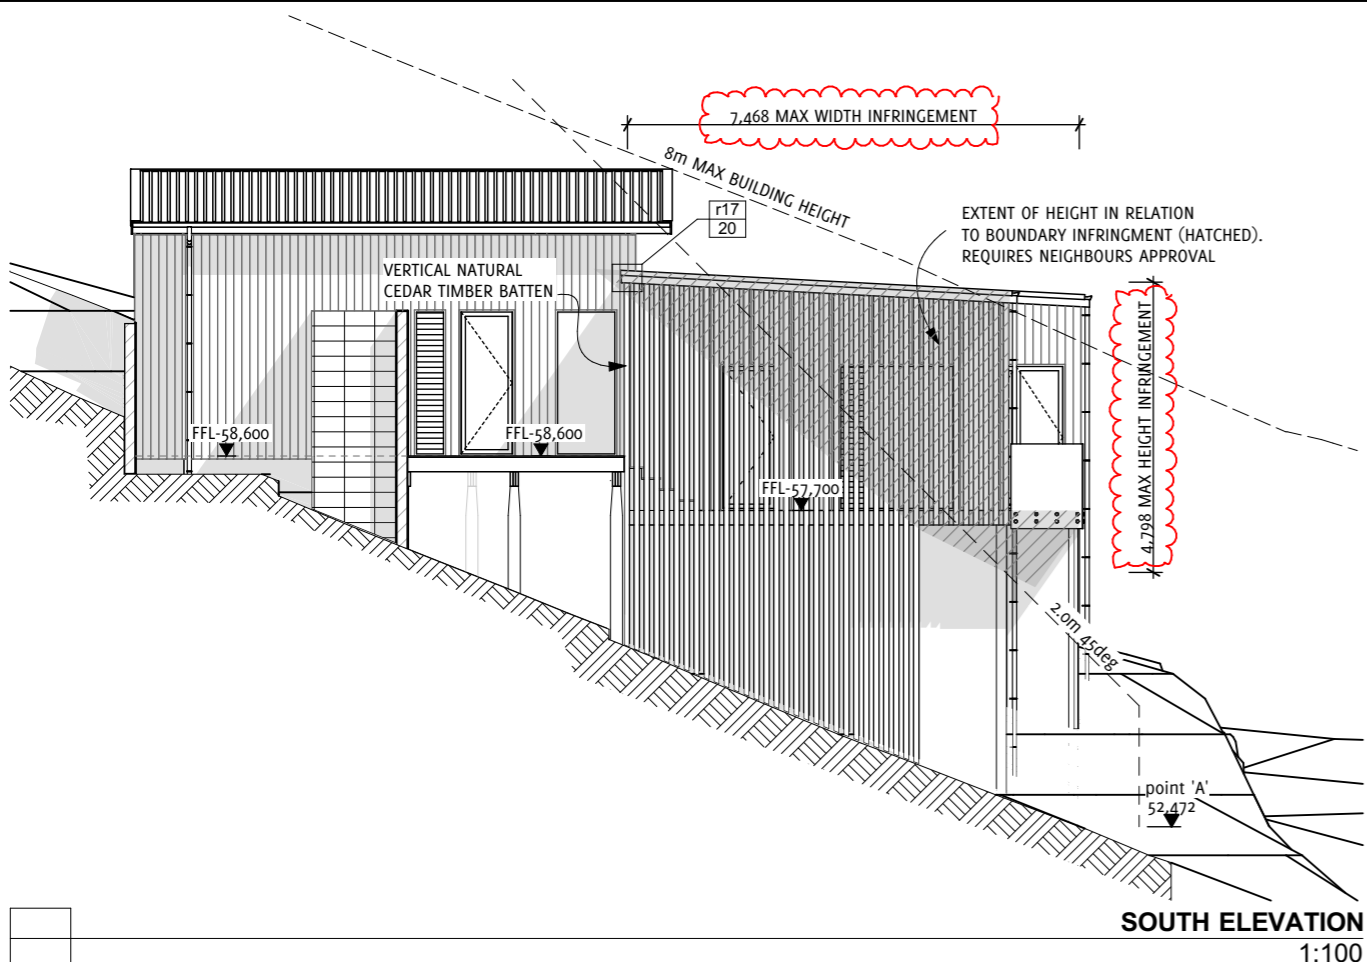 7,468 MAX WIDTH INFRINGEMENT
8m MAX BUILDING HEIGHT
r17
20
EXTENT OF HEIGHT IN RELATION
TO BOUNDARY INFRINGMENT (HATCHED).
REQUIRES NEIGHBOURS APPROVAL
VERTICAL NATURAL
CEDAR TIMBER BATTEN
4,798 MAX HEIGHT INFRINGEMENT
FFL-58,600
FFL-58,600
FFL-57,700
2.0m 45deg
point 'A'
52,472
SOUTH ELEVATION
1:100